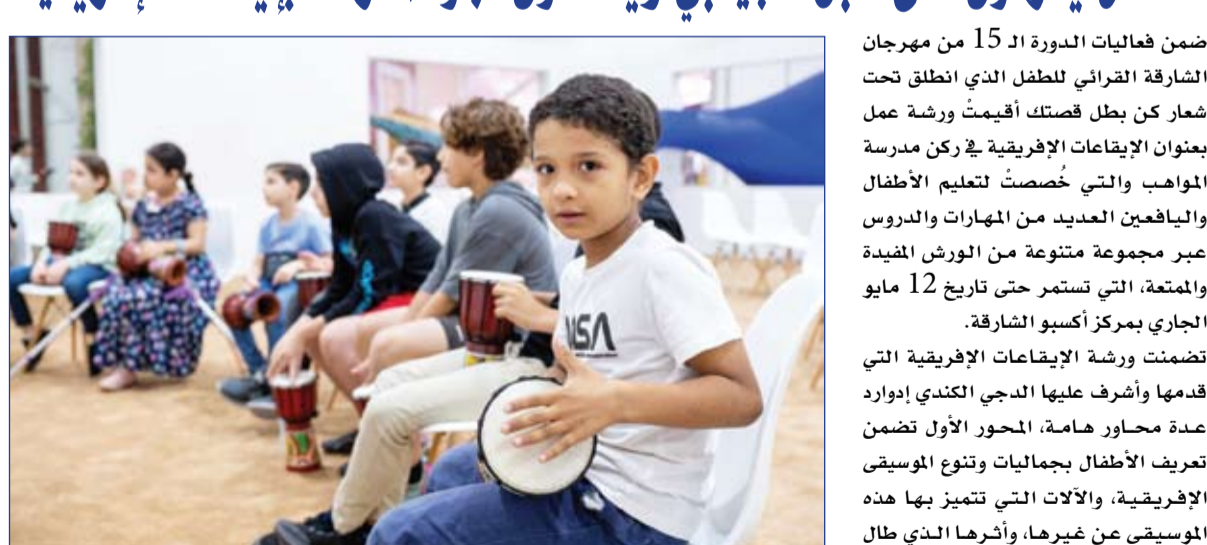 ضمن فعاليات الدورة الـ 15 من مهرجان
الشارقة القرائي للطفل الذي انطلق تحت
شعار كن بطل قصتك أقيمتْ ورشة عمل
بعنوان الإيقاعات الإفريقية في ركن مدرسة
المواهب والتي خُصصتْ لتعليم الأطفال
واليافعين العديد من المهارات والدروس
عبر مجموعة متنوعة من الورش المفيدة
والممتعة، التي تستمر حتى تاريخ 12 مايو
الجاري بمركز أكسبو الشارقة.
تضمنت ورشة الإيقاعات الإفريقية التي
قدمها وأشرف عليها الدجي الكندي إدوارد
عدة محاور هامة، المحور الأول تضمن
تعريف الأطفال بجماليات وتنوع الموسيقى
الإفريقية، والآلات التي تتميز بها هذه
الموسيقى عن غيرها، وأثرها الذي طال